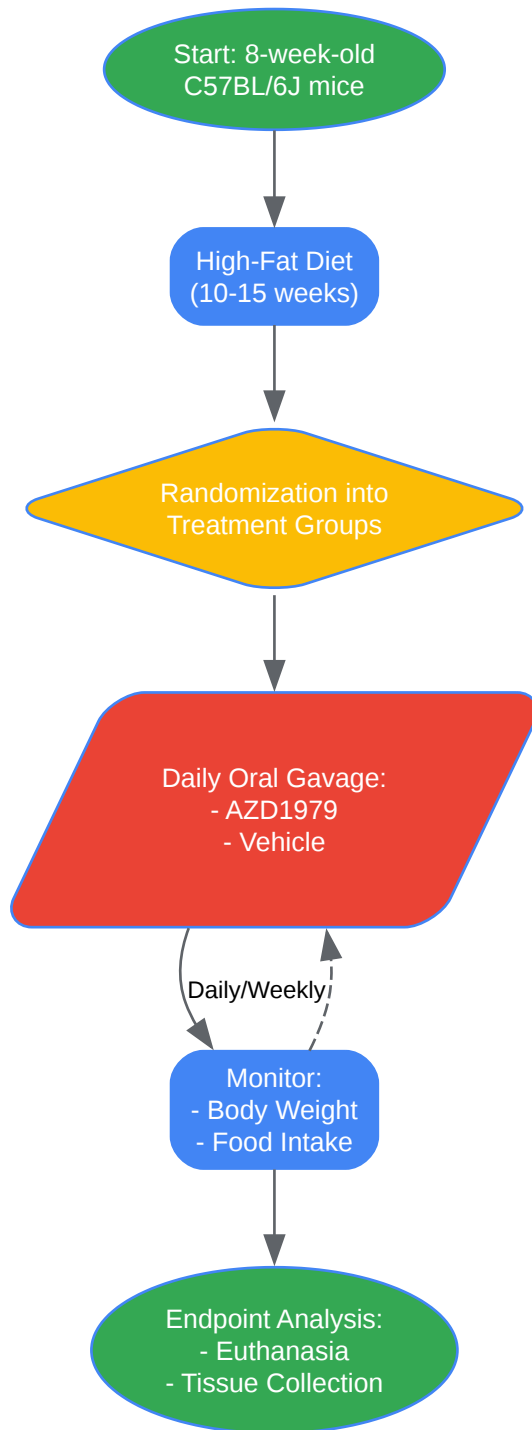 Start: 8-week-old
C57BL/6J mice
High-Fat Diet
(10-15 weeks)
Randomization into
Treatment Groups
Daily Oral Gavage:
- AZD1979
- Vehicle
Daily/Weekly
Monitor:
- Body Weight
- Food Intake
Endpoint Analysis:
- Euthanasia
- Tissue Collection